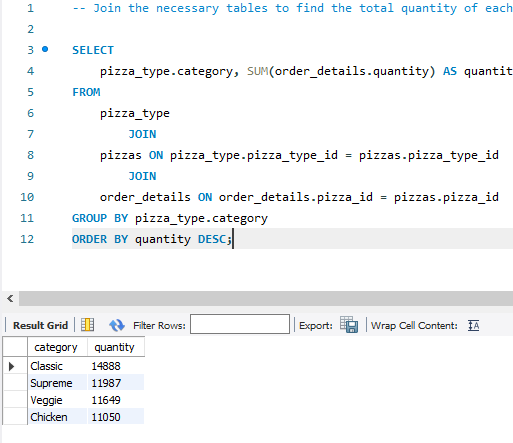 1 -- Join the necessary tables to find the total quantity of each
2
3 SELECT
4 pizza_type.category, SUM(order_details.quantity) AS quantit
5 FROM
6 pizza_type
7 JOIN
8 pizzas ON pizza_type.pizza_type_id = pizzas.pizza_type_id
9 JOIN
10 order_details ON order_details.pizza_id = pizzas.pizza_id
11 GROUP BY pizza_type.category
12 ORDER BY quantity DESC;
Result Grid Filter Rows: Export: Wrap Cell Content: IA
category quantity
Classic 14888
Supreme 11987
Veggie 11649
Chicken 11050